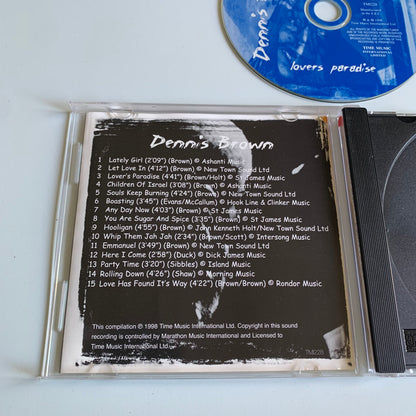 Dennis
TMI228
TIME MUSIC
INTERNATIONAL
LIMITED
lovers paradise
Dennis Brown
1 Lately Girl (2'09") (Brown) © Ashanti Music
2 Let Love In (4'12") (Brown) © New Town Sound Ltd
3 Lover's Paradise (4'41") (Brown/Holt) © St James Music
4 Children Of Israel (3'08") (Brown) © Ashanti Music
5 Souls Keep Burning (4'29") (Brown) © New Town Sound Ltd
6 Boasting (3'45") (Evans/McCallum) © Hook Line & Clinker Music
7 Any Day Now (4'03") (Brown) © St James Music
8 You Are Sugar And Spice (3'35") (Brown) © St James Music
9 Hooligan (4'55") (Brown) © John Kenneth Holt/New Town Sound Ltd
10 Whip Them Jah Jah (2'34") (Brown/Scott) © Intersong Music
11 Emmanuel (3'49") (Brown) © New Town Sound Ltd
12 Here I Come (2'58") (Duck) © Dick James Music
13 Party Time (3'20") (Sibbles) © Island Music
14 Rolling Down (4'26") (Shaw) © Morning Music
15 Love Has Found It's Way (4'22") (Brown/Brown) © Rondor Music
This compilation ℗ 1998 Time Music International Ltd. Copyright in this sound
recording is controlled by Marathon Music International and Licensed to
Time Music International Ltd.
TMI228